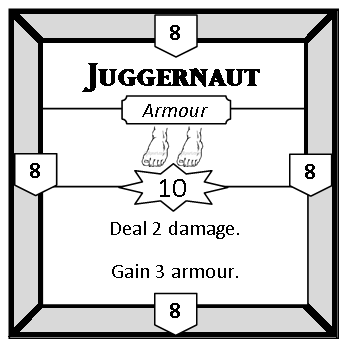 8
JUGGERNAUT
Armour
8 8
10
Deal 2 damage.
Gain 3 armour.
8